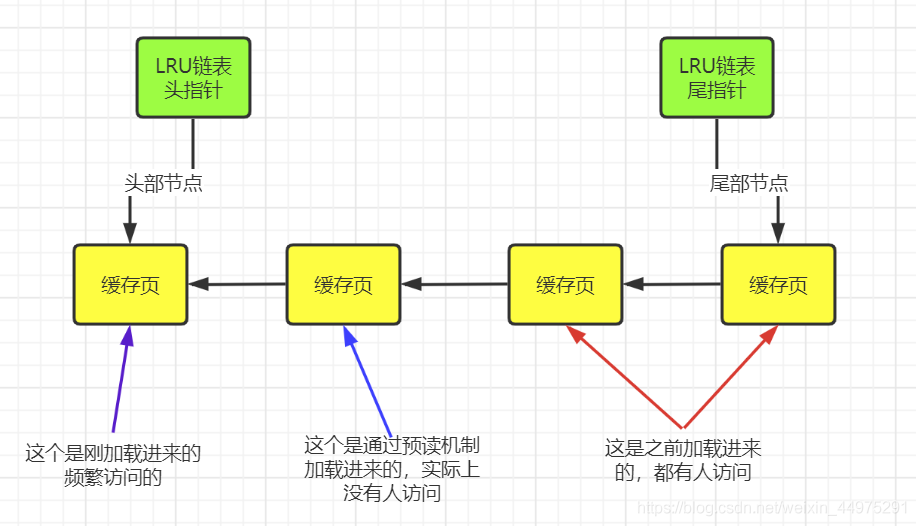 LRU链表
头指针
LRU链表
尾指针
头部节点
尾部节点
缓存页
缓存页
缓存页
缓存页
这个是刚加载进来的
频繁访问的
这个是通过预读机制
加载进来的，实际上
没有人访问
这是之前加载进来
的，都有人访问
https://blog.csdn.net/weixin_44975291